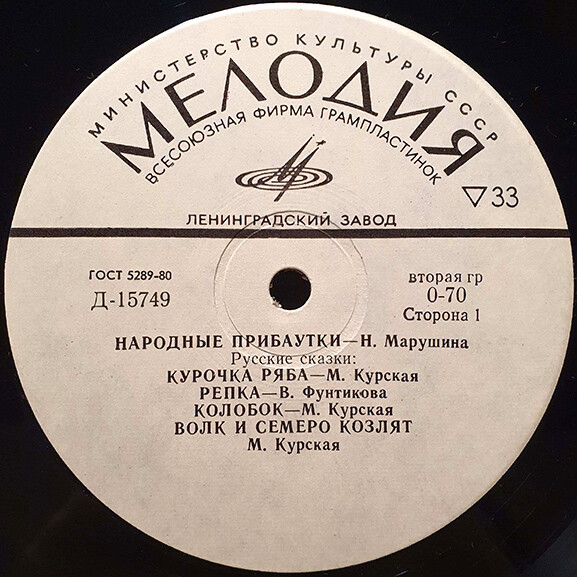 МИНИСТЕРСТВО КУЛЬТУРЫ СССР
МЕЛОДИЯ
ВСЕСОЮЗНАЯ ФИРМА ГРАМПЛАСТИНОК
▽33
ЛЕНИНГРАДСКИЙ ЗАВОД
ГОСТ 5289-80
Д-15749
вторая гр
0-70
Сторона 1
НАРОДНЫЕ ПРИБАУТКИ—Н. Марушина
Русские сказки:
КУРОЧКА РЯБА—М. Курская
РЕПКА—В. Фунтикова
КОЛОБОК—М. Курская
ВОЛК И СЕМЕРО КОЗЛЯТ
М. Курская